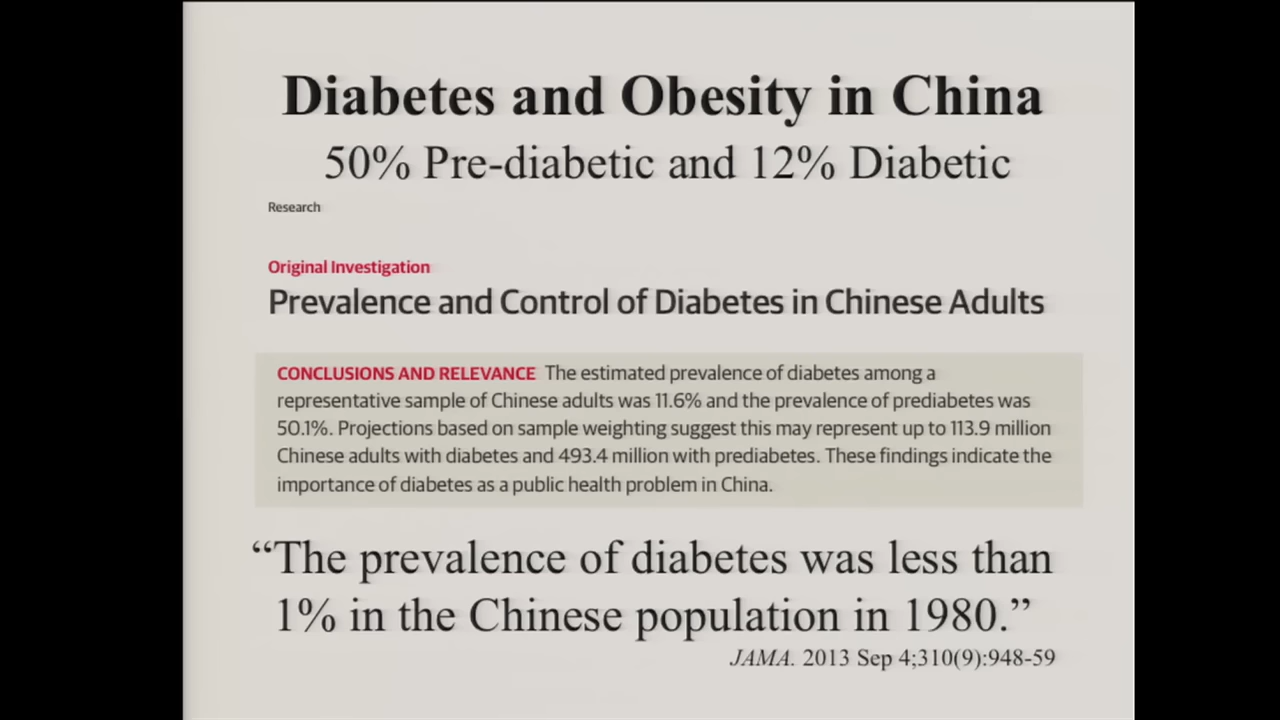 Diabetes and Obesity in China
50% Pre-diabetic and 12% Diabetic
Research
Original Investigation
Prevalence and Control of Diabetes in Chinese Adults
CONCLUSIONS AND RELEVANCE The estimated prevalence of diabetes among a
representative sample of Chinese adults was 11.6% and the prevalence of prediabetes was
50.1%. Projections based on sample weighting suggest this may represent up to 113.9 million
Chinese adults with diabetes and 493.4 million with prediabetes. These findings indicate the
importance of diabetes as a public health problem in China.
“The prevalence of diabetes was less than
1% in the Chinese population in 1980.”
JAMA. 2013 Sep 4;310(9):948-59